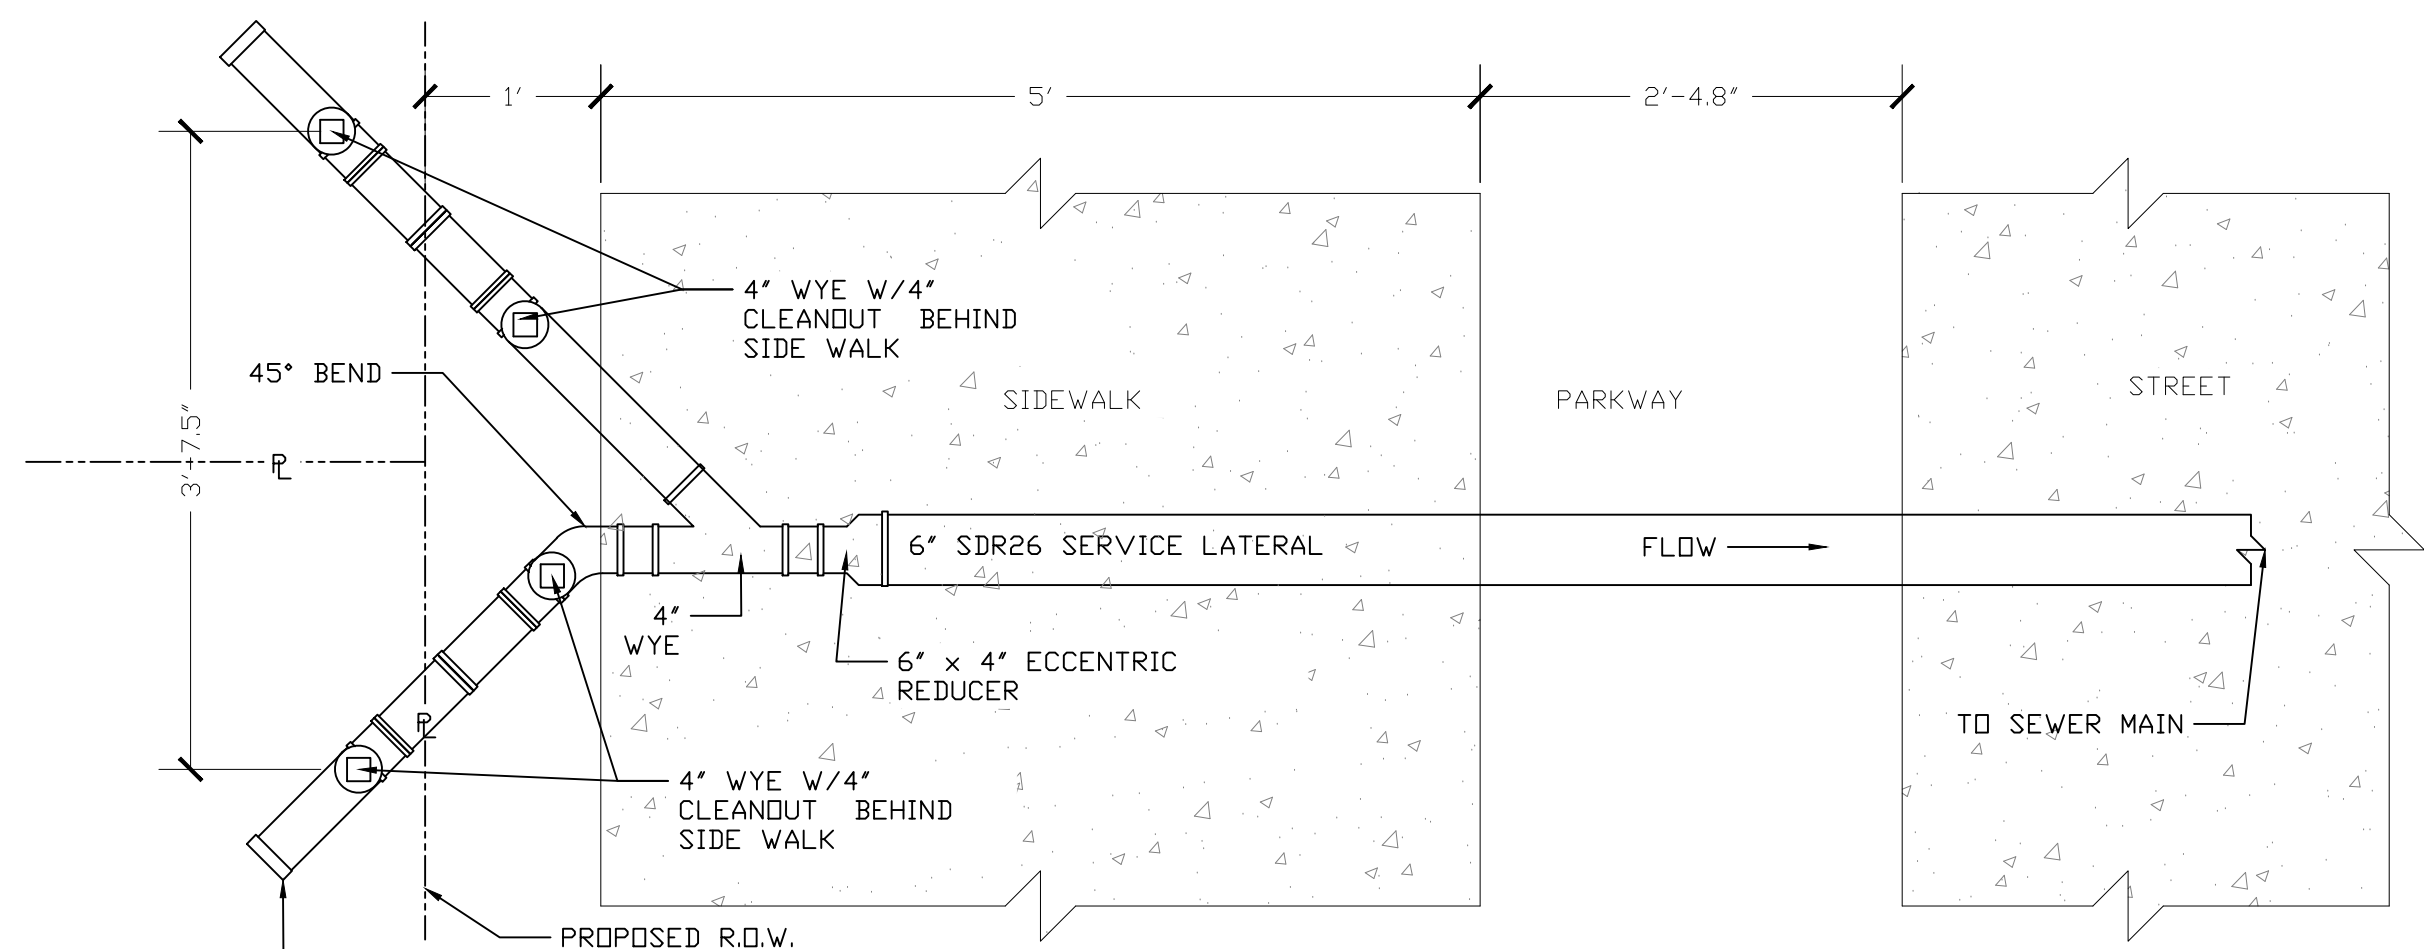 1'
5'
2'-4.8"
4" WYE W/4"
CLEANOUT BEHIND
SIDE WALK
45° BEND
SIDEWALK
PARKWAY
STREET
3'-7.5"
PL
6" SDR26 SERVICE LATERAL
FLOW
4"
WYE
6" x 4" ECCENTRIC
REDUCER
PL
TO SEWER MAIN
4" WYE W/4"
CLEANOUT BEHIND
SIDE WALK
PROPOSED R.O.W.